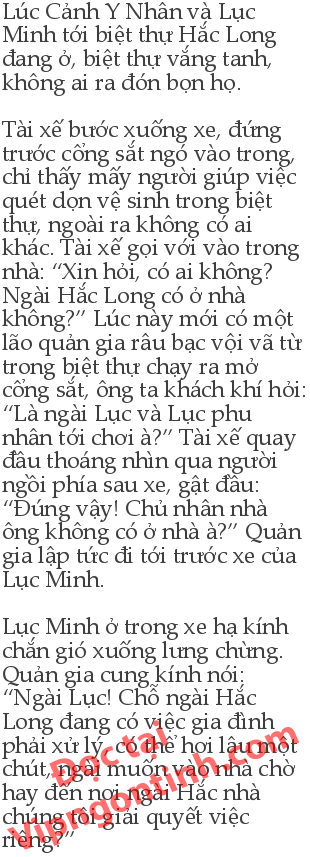 Lúc Cảnh Y Nhân và Lục
Minh tới biệt thự Hắc Long
đang ở, biệt thự vắng tanh,
không ai ra đón bọn họ.
Tài xế bước xuống xe, đứng
trước cổng sắt ngó vào trong,
chỉ thấy mấy người giúp việc
quét dọn vệ sinh trong biệt
thự, ngoài ra không có ai
khác. Tài xế gọi với vào trong
nhà: “Xin hỏi, có ai không?
Ngài Hắc Long có ở nhà
không?” Lúc này mới có một
lão quản gia râu bạc vội vã từ
trong biệt thự chạy ra mở
cổng sắt, ông ta khách khí hỏi:
“Là ngài Lục và Lục phu
nhân tới chơi à?” Tài xế quay
đầu thoáng nhìn qua người
ngồi phía sau xe, gật đầu:
“Đúng vậy! Chủ nhân nhà
ông không có ở nhà à?” Quản
gia lập tức đi tới trước xe của
Lục Minh.
Lục Minh ở trong xe hạ kính
chắn gió xuống lưng chừng.
Quản gia cung kính nói:
“Ngài Lục! Chỗ ngài Hắc
Long đang có việc gia đình
phải xử lý, có thể hơi lâu một
chút, ngài muốn vào nhà chờ
hay đến nơi ngài Hắc nhà
chúng tôi giải quyết việc
riêng?”
Đọc tại
Vipngontinh.com